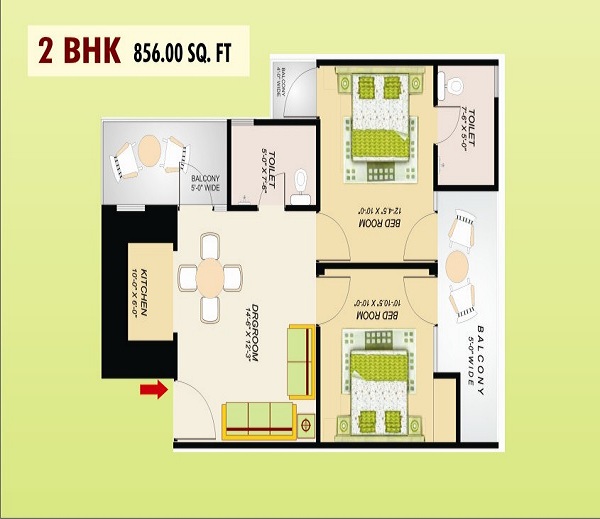 2 BHK 856.00 SQ. FT
BALCONY
4'-0" WIDE
TOILET
7'-6" X 5'-0"
BALCONY
5'-0" WIDE
TOILET
5'-0" X 7'-6"
BED ROOM
12'-4.5" X 10'-0"
KITCHEN
10'-0" X 6'-0"
DRGROOM
14'-6" X 12'-3"
BED ROOM
10'-10.5" X 10'-0"
BALCONY
5'-0" WIDE